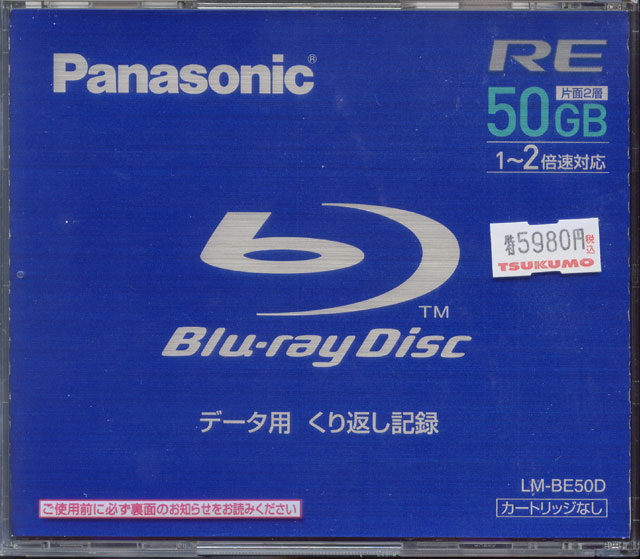 Panasonic®
RE
片面2層
50GB
1～2倍速対応
5980円 税込
TSUKUMO
TM
Blu-ray Disc
データ用 くり返し記録
LM-BE50D
ご使用前に必ず裏面のお知らせをお読みください
カートリッジなし